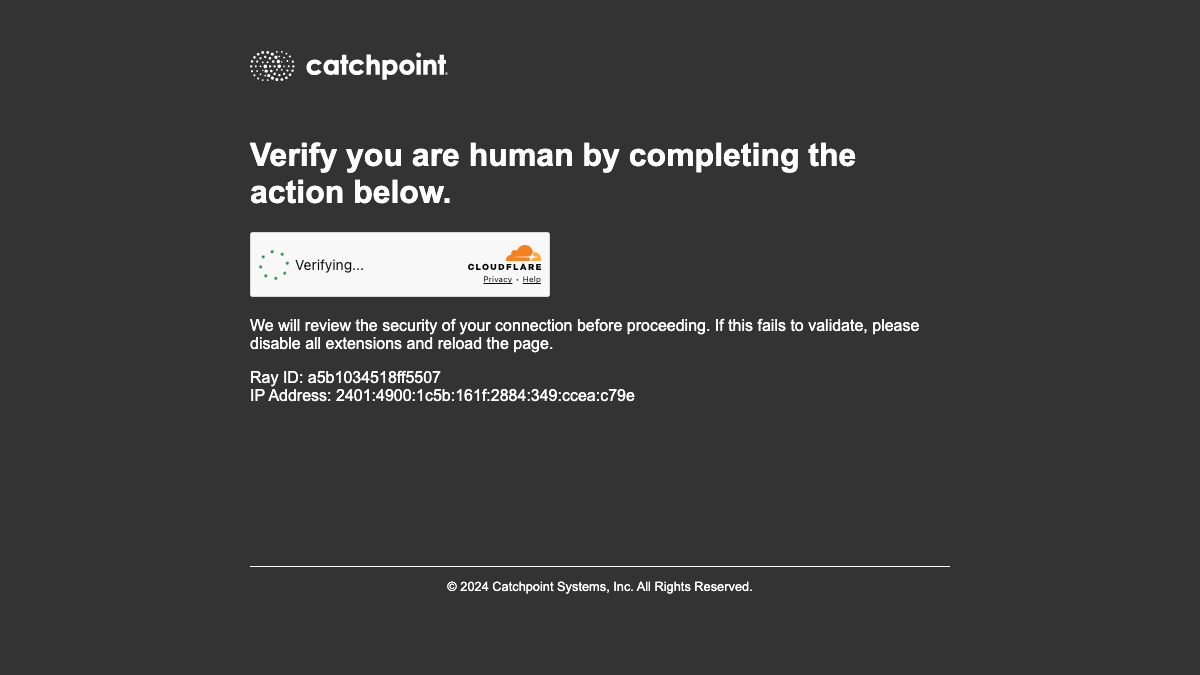 catchpoint
Verify you are human by completing the
action below.
Verifying...
CLOUDFLARE
Privacy • Help
We will review the security of your connection before proceeding. If this fails to validate, please
disable all extensions and reload the page.
Ray ID: a5b1034518ff5507
IP Address: 2401:4900:1c5b:161f:2884:349:ccea:c79e
© 2024 Catchpoint Systems, Inc. All Rights Reserved.